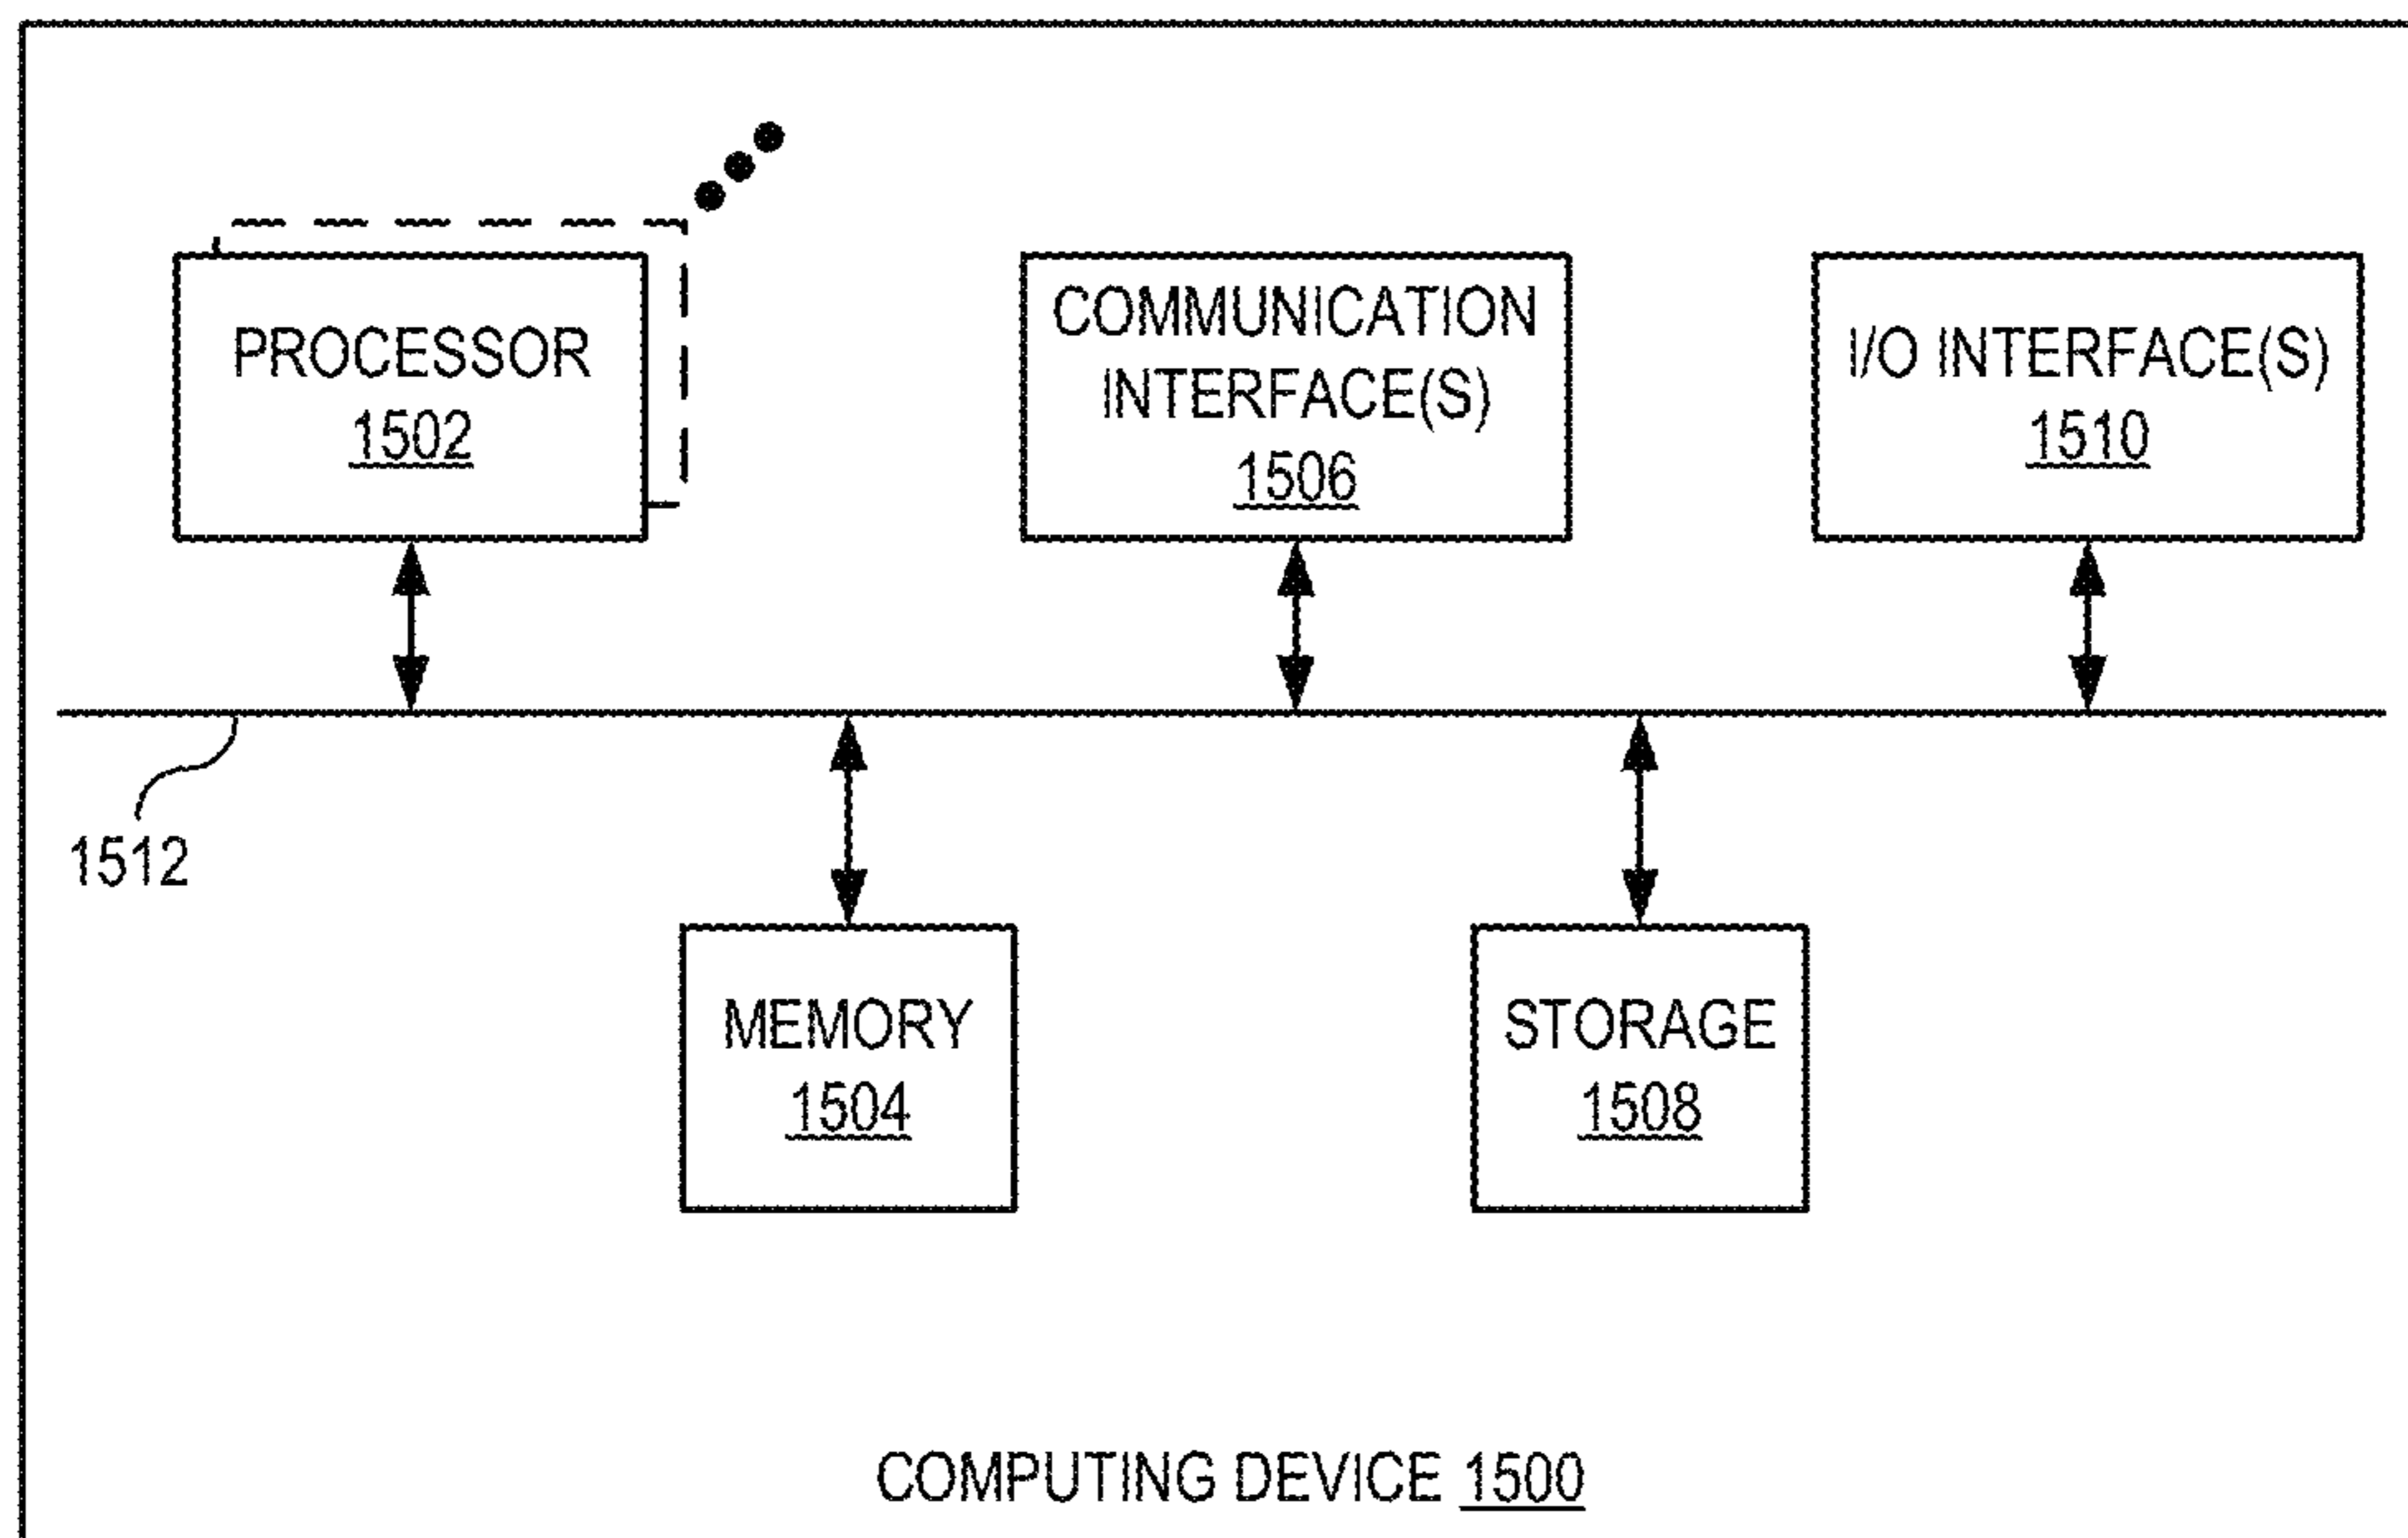 PROCESSOR
1502
COMMUNICATION
INTERFACE(S)
1506
I/O INTERFACE(S)
1510
1512
MEMORY
1504
STORAGE
1508
COMPUTING DEVICE 1500